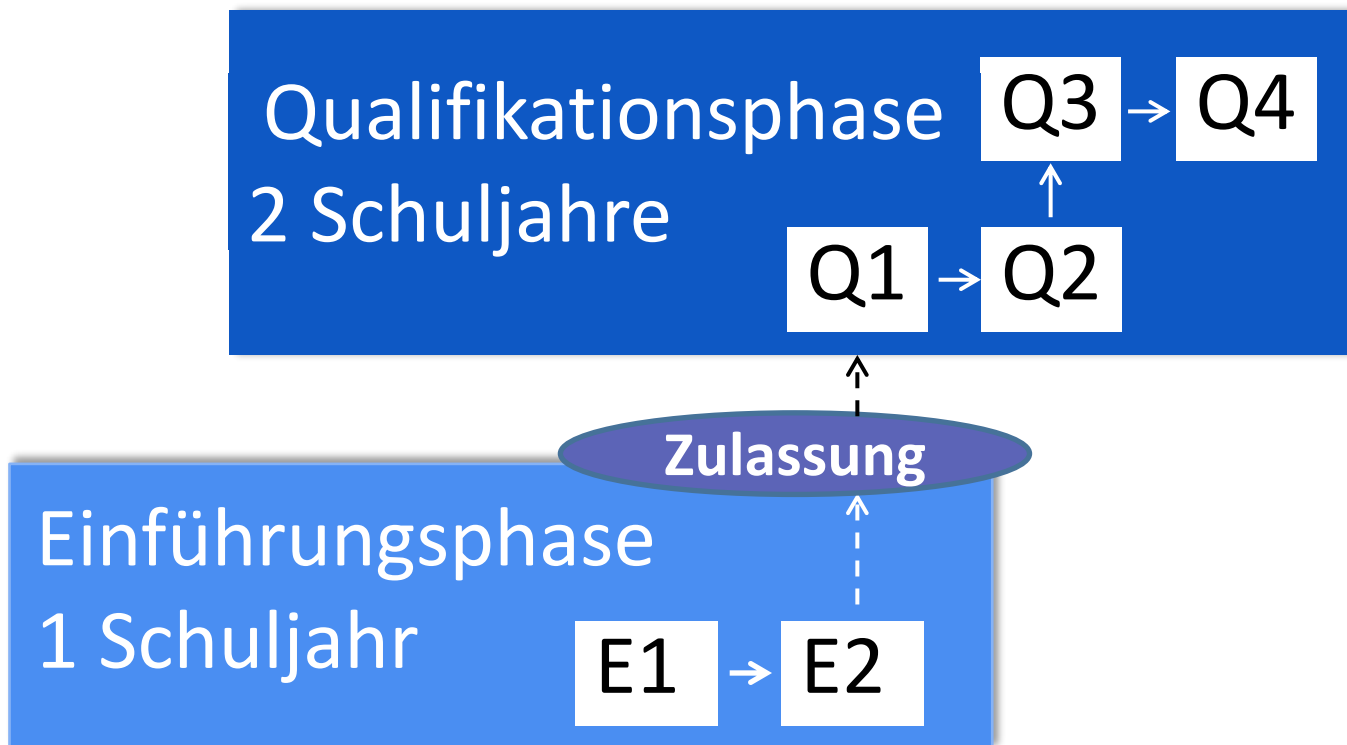 Qualifikationsphase
2 Schuljahre
Q3 Q4
Q1 Q2
Zulassung
Einführungsphase
1 Schuljahr
E1 E2